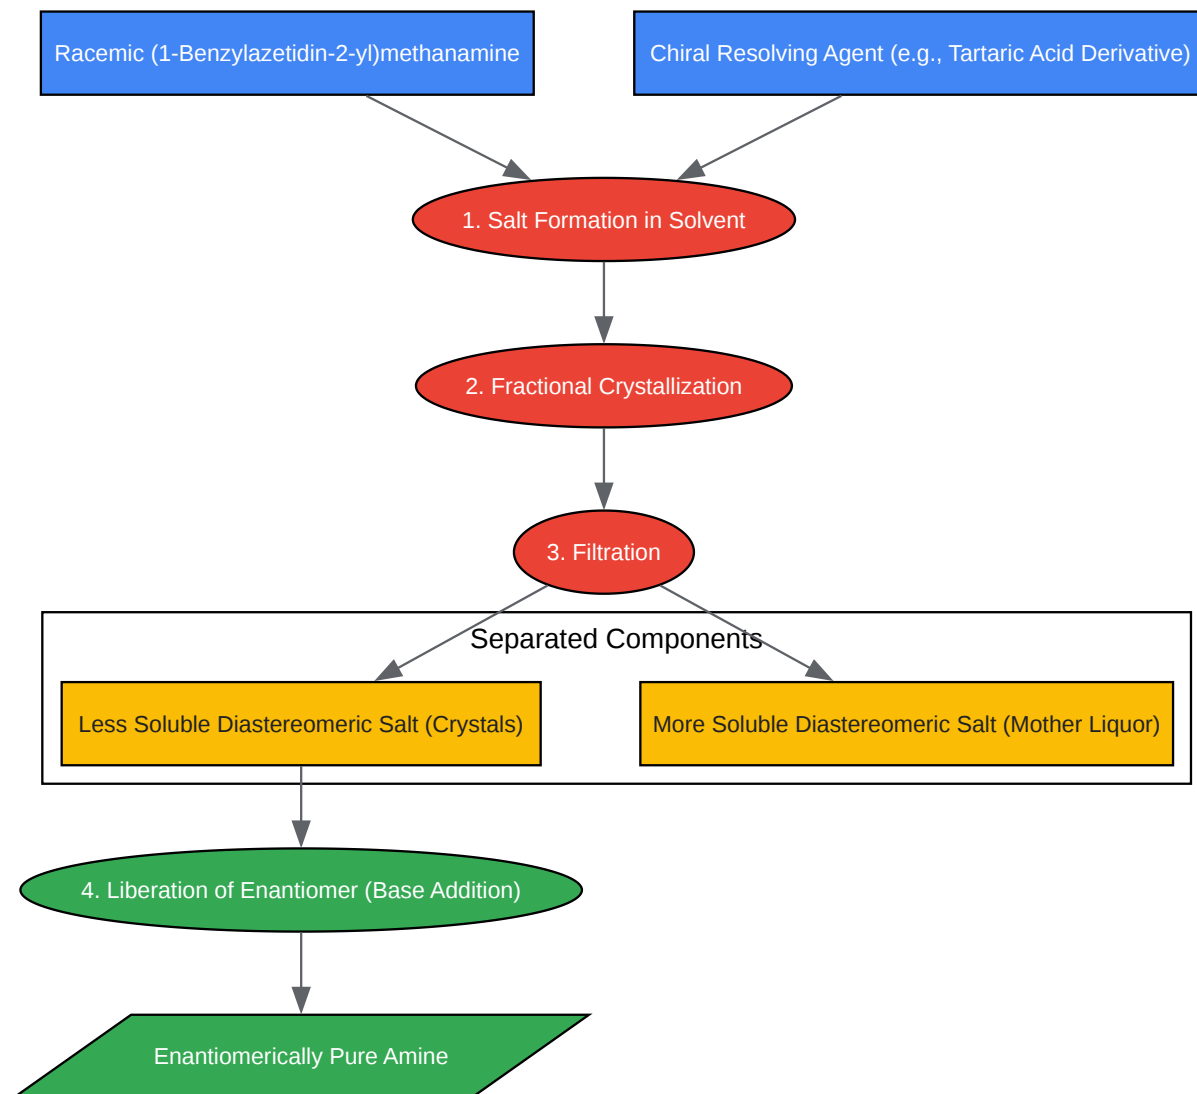 Racemic (1-Benzylazetidin-2-yl)methanamine
Chiral Resolving Agent (e.g., Tartaric Acid Derivative)
1. Salt Formation in Solvent
2. Fractional Crystallization
3. Filtration
Separated Components
Less Soluble Diastereomeric Salt (Crystals)
More Soluble Diastereomeric Salt (Mother Liquor)
4. Liberation of Enantiomer (Base Addition)
Enantiomerically Pure Amine